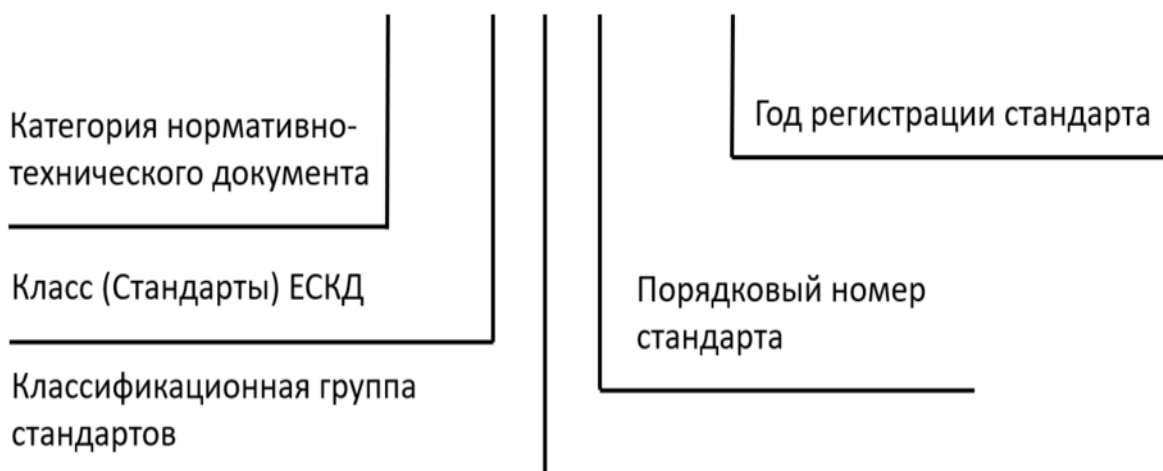 Категория нормативно-
технического документа
Год регистрации стандарта
Класс (Стандарты) ЕСКД
Порядковый номер
стандарта
Классификационная группа
стандартов